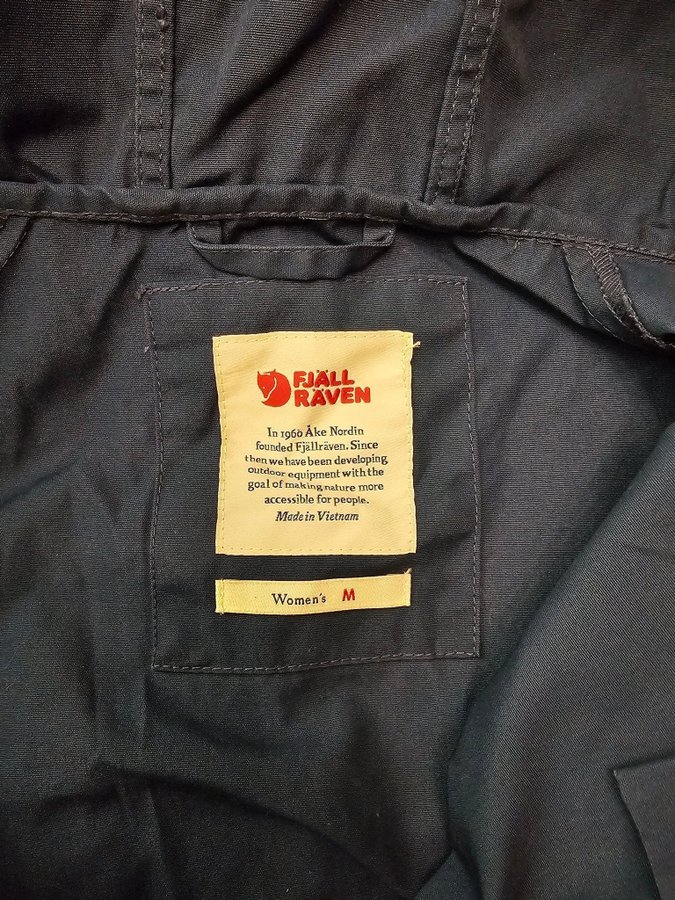 FJÄLL
RÄVEN
In 1960 Åke Nordin
founded Fjällräven. Since
then we have been developing
outdoor equipment with the
goal of making nature more
accessible for people.
Made in Vietnam
Women's M